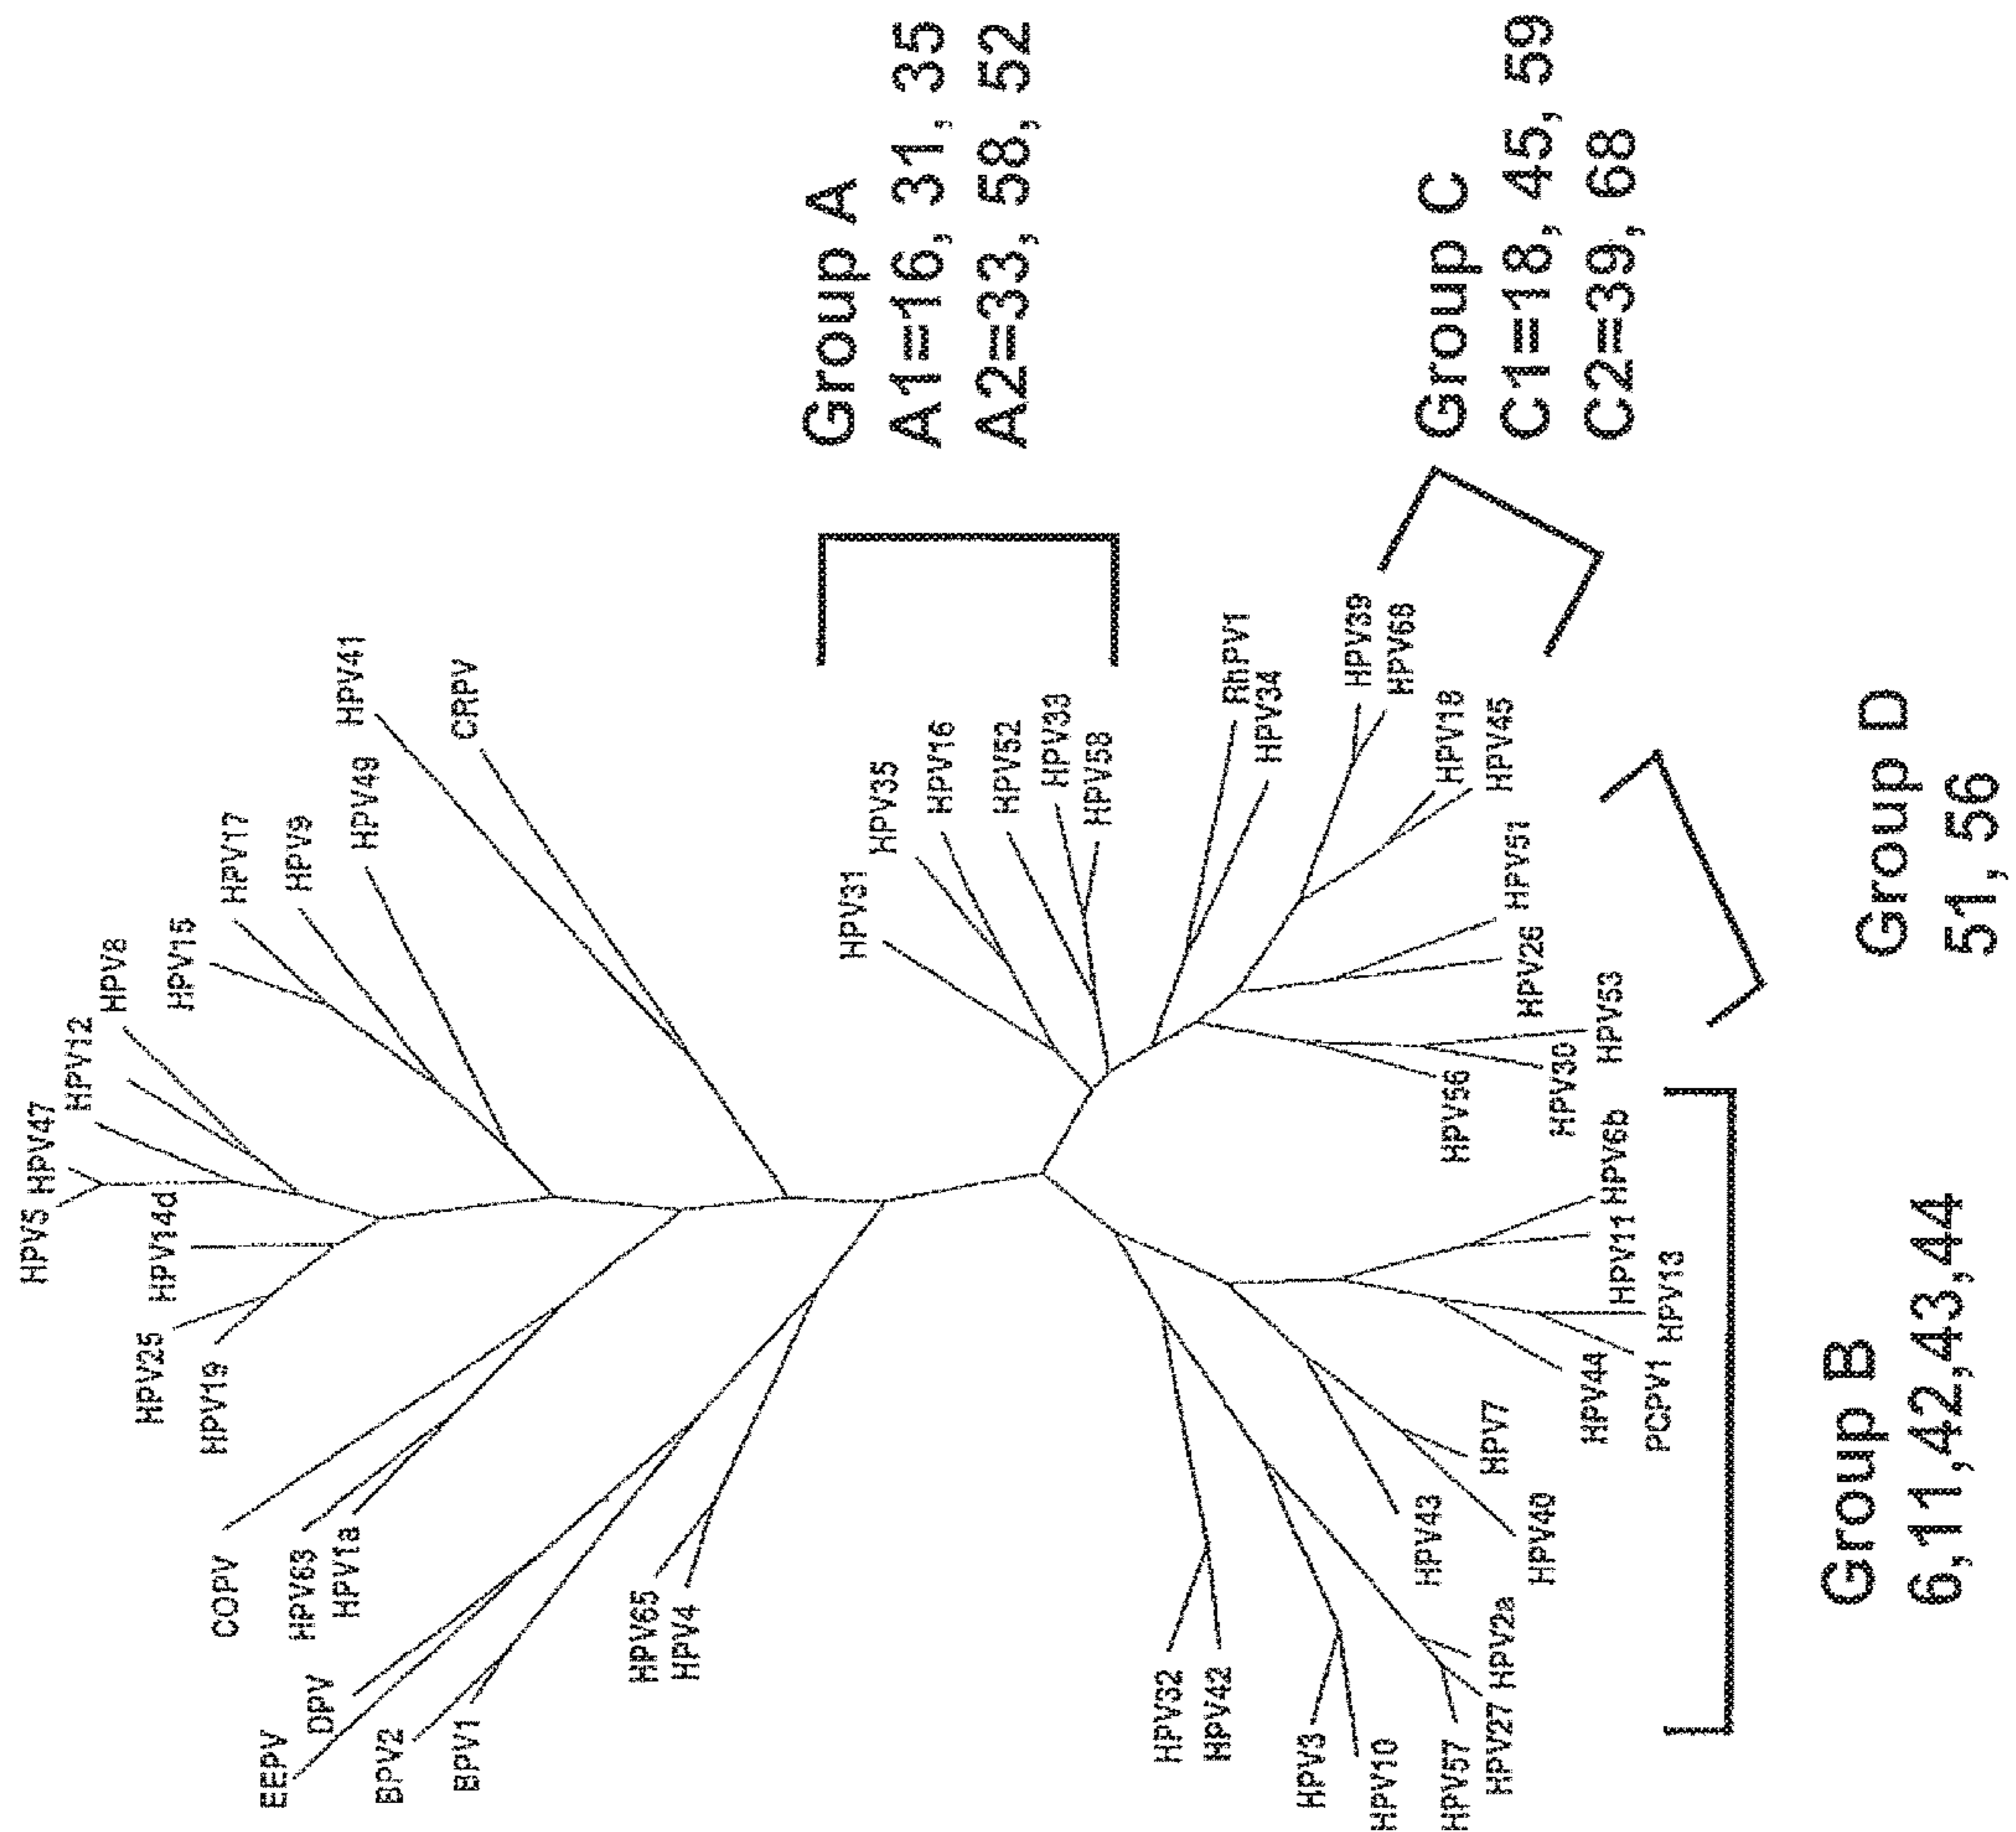 HPV5
HPV47
HPV12
HPV8
HPV25
HPV14d
HPV15
HPV19
COPV
HPV17
EEPV
HPV63
HPV9
DPV
HPV1a
HPV41
HPV49
BPV2
BPV1
CRPV
HPV65
HPV4
Group A
A1=16, 31, 35
A2=33, 58, 52
HPV31
HPV35
HPV16
HPV52
HPV33
HPV58
HPV32
HPV42
RhPV1
HPV34
HPV3
HPV39
HPV10
HPV68
HPV43
Group C
C1=18, 45, 59
C2=39, 68
HPV18
HPV57
HPV56
HPV45
HPV7
HPV27
HPV2a
HPV51
HPV26
HPV40
HPV30
HPV44
HPV53
HPV6b
HPV11
PCPV1
HPV13
Group B
6,11,42,43,44
Group D
51, 56